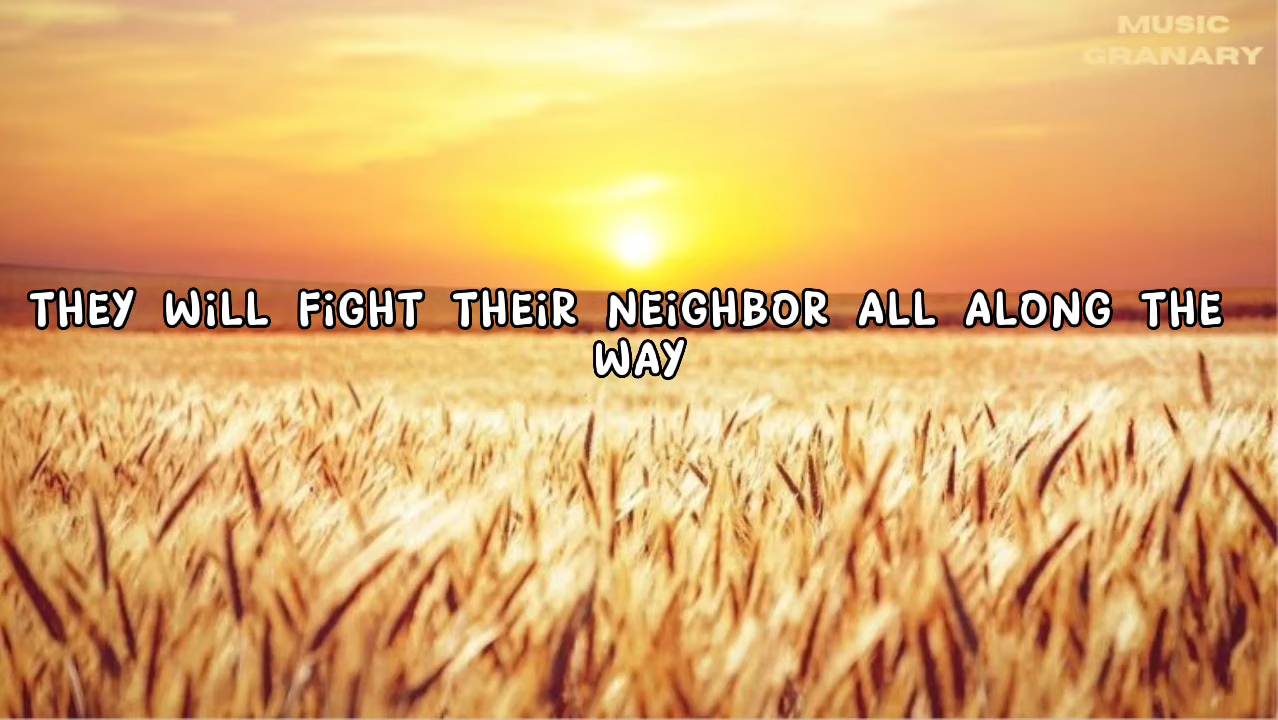 MUSIC
GRANARY
THEY WiLL FiGHT THEiR NEiGHBOR ALL ALONG THE
WAY